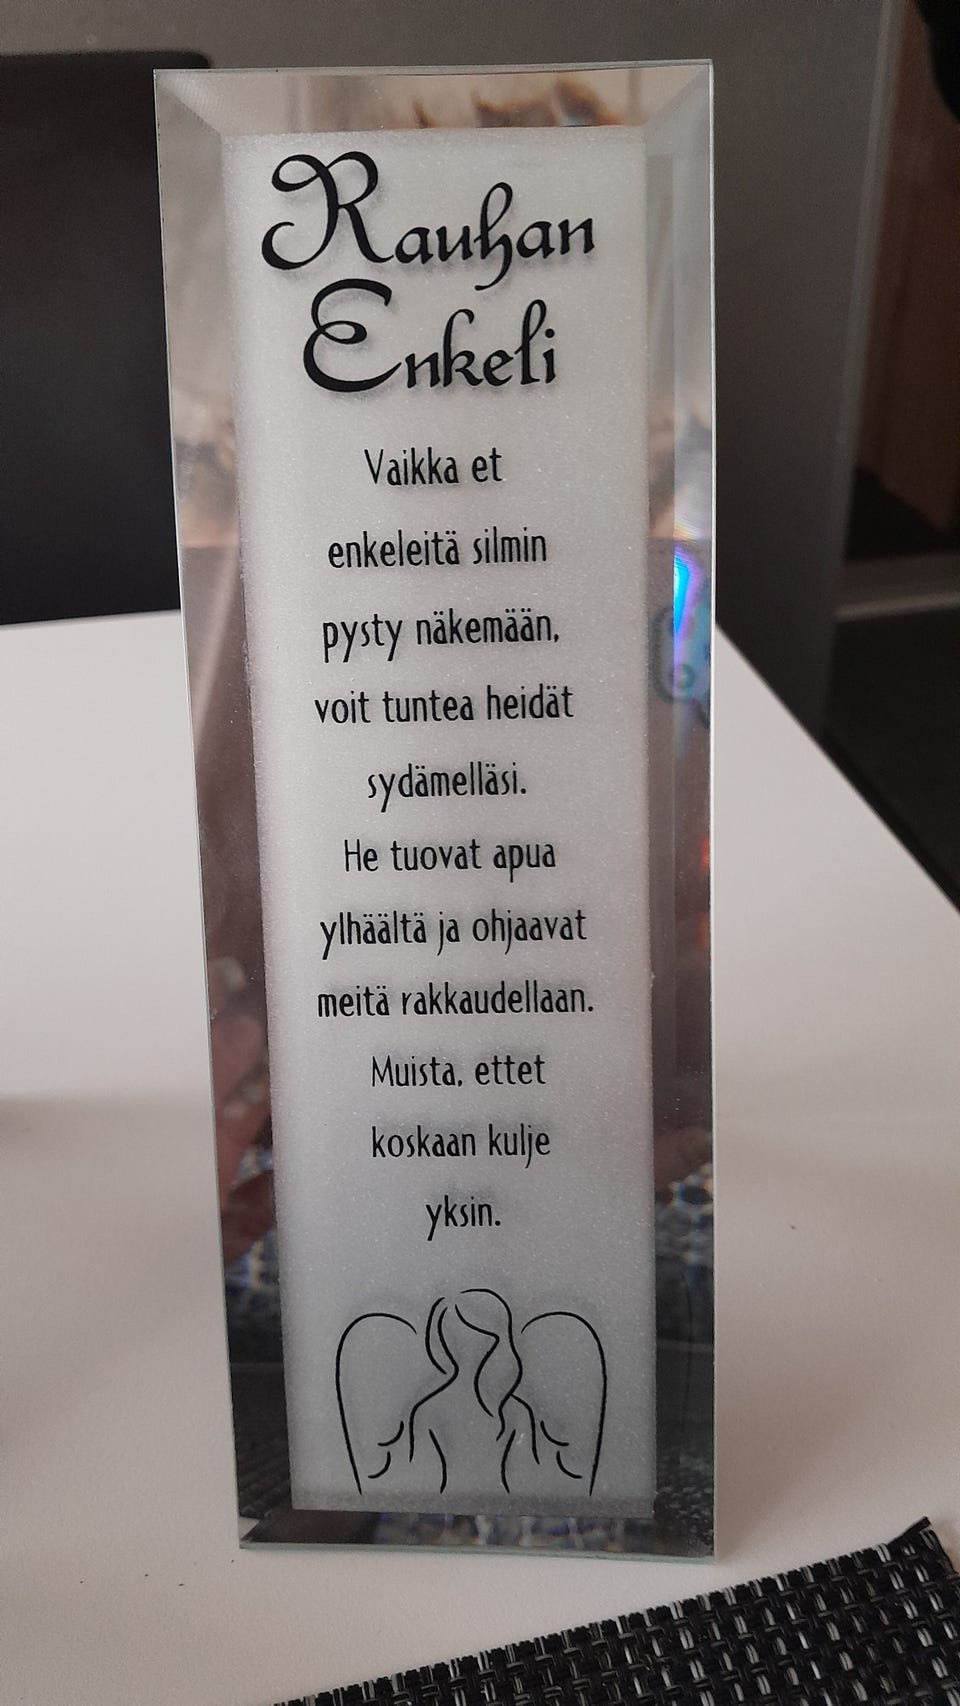 Rauhan
Enkeli
Vaikka et
enkeleitä silmin
pysty näkemään,
voit tuntea heidät
sydämelläsi.
He tuovat apua
ylhäältä ja ohjaavat
meitä rakkaudellaan.
Muista, ettet
koskaan kulje
yksin.